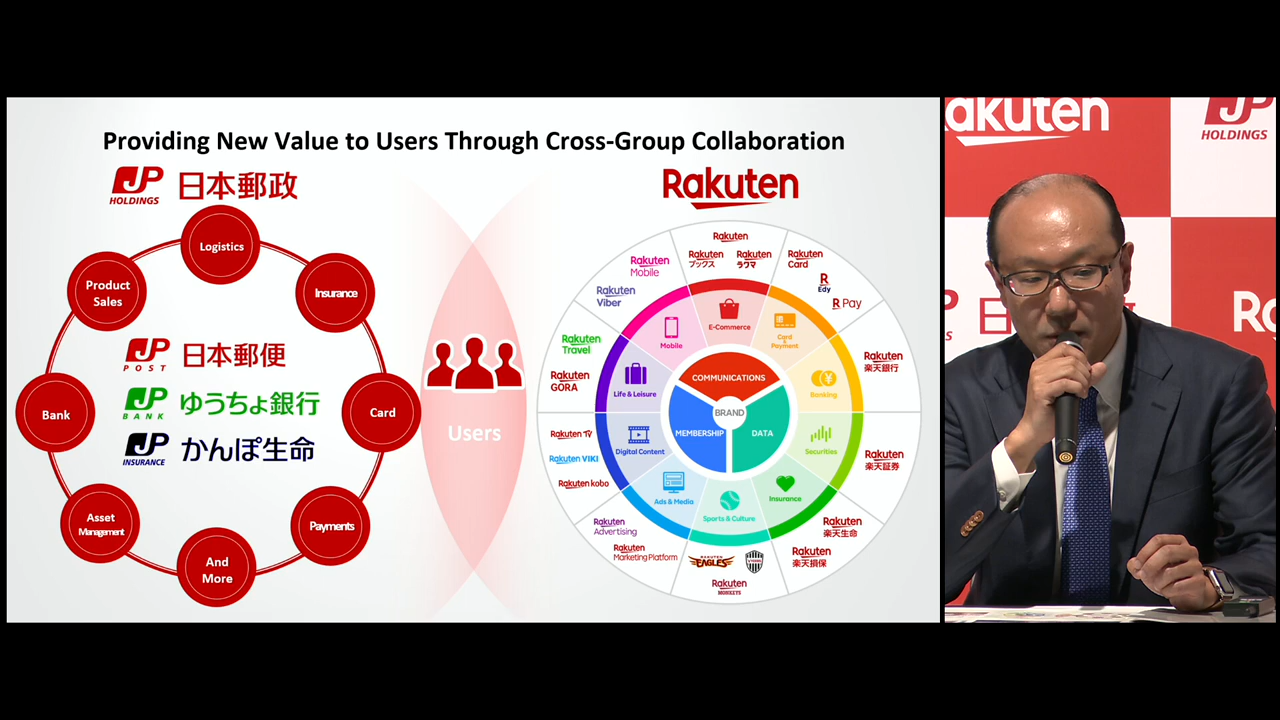 Providing New Value to Users Through Cross-Group Collaboration
JP
HOLDINGS
日本郵政
Logistics
Insurance
Card
Payments
And
More
Asset
Management
Bank
Product
Sales
JP
POST
日本郵便
JP
BANK
ゆうちょ銀行
JP
INSURANCE
かんぽ生命
Users
Rakuten
Rakuten
Rakuten
ブックス
Rakuten
ラクマ
Rakuten
Card
R
Edy
R Pay
Rakuten
楽天銀行
Rakuten
楽天証券
Rakuten
楽天生命
Rakuten
楽天損保
RAKUTEN
EAGLES
VISSEL
Rakuten
MONKEYS
Rakuten
Marketing Platform
Rakuten
Advertising
Rakuten kobo
Rakuten VIKI
Rakuten TV
Rakuten
GORA
Rakuten
Travel
Rakuten
Viber
Rakuten
Mobile
E-Commerce
Card
&
Payment
Banking
Securities
Insurance
Sports & Culture
Ads & Media
Digital Content
Life & Leisure
Mobile
COMMUNICATIONS
BRAND
MEMBERSHIP
DATA
akuten
JP
HOLDINGS
日
政
Ra